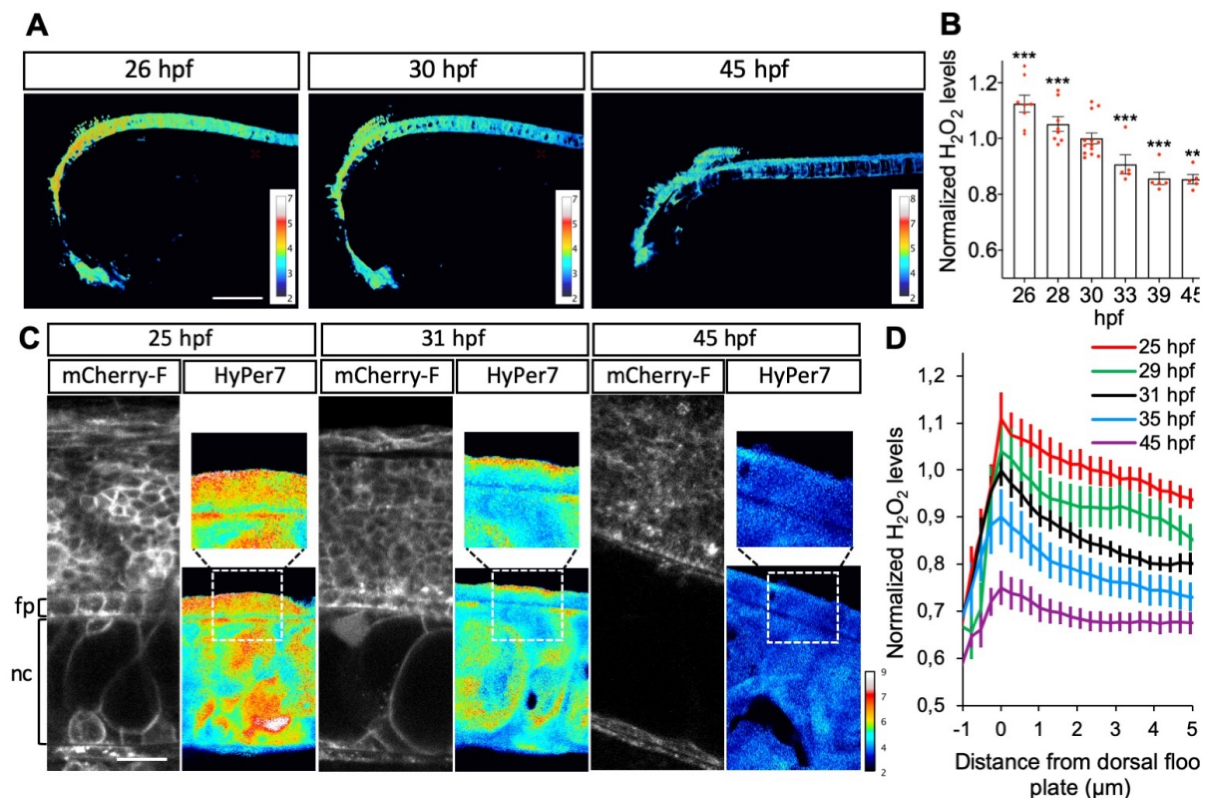 A
26 hpf
30 hpf
45 hpf
7
6
5
4
3
2
7
6
5
4
3
2
8
7
6
5
4
3
2
B
Normalized H2O2 levels
1.2
1.0
0.8
0.6
***
***
***
***
**
26 28 30 33 39 45
hpf
C
25 hpf
31 hpf
45 hpf
mCherry-F
HyPer7
mCherry-F
HyPer7
mCherry-F
HyPer7
fp
nc
9
7
6
5
4
3
2
D
25 hpf
29 hpf
31 hpf
35 hpf
45 hpf
Normalized H2O2 levels
1,2
1,1
1,0
0,9
0,8
0,7
0,6
0,5
-1 0 1 2 3 4 5
Distance from dorsal floo
plate (µm)